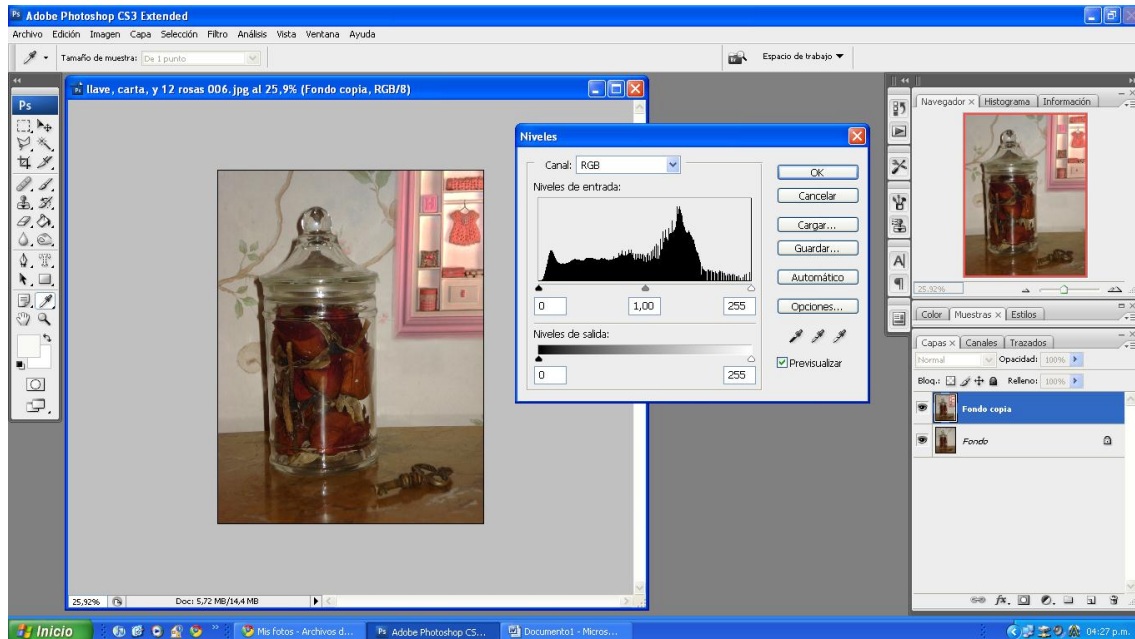 Adobe Photoshop CS3 Extended
Archivo Edición Imagen Capa Selección Filtro Análisis Vista Ventana Ayuda
Tamaño de muestra: De 1 punto
Espacio de trabajo
llave, carta, y 12 rosas 006.jpg al 25,9% (Fondo copia, RGB/8)
Ps
Navegador × Histograma Información
Niveles
Canal: RGB
Niveles de entrada:
0 1,00 255
Niveles de salida:
0 255
OK
Cancelar
Cargar...
Guardar...
Automático
Opciones...
Previsualizar
25.92%
Color Muestras × Estilos
Capas × Canales Trazados
Normal Opacidad: 100%
Bloq.: Relleno: 100%
Fondo copia
Fondo
25,92% Doc: 5,72 MB/14,4 MB
Inicio
Mis fotos - Archivos d...
Adobe Photoshop CS...
Documento1 - Micros...
04:27 p.m.